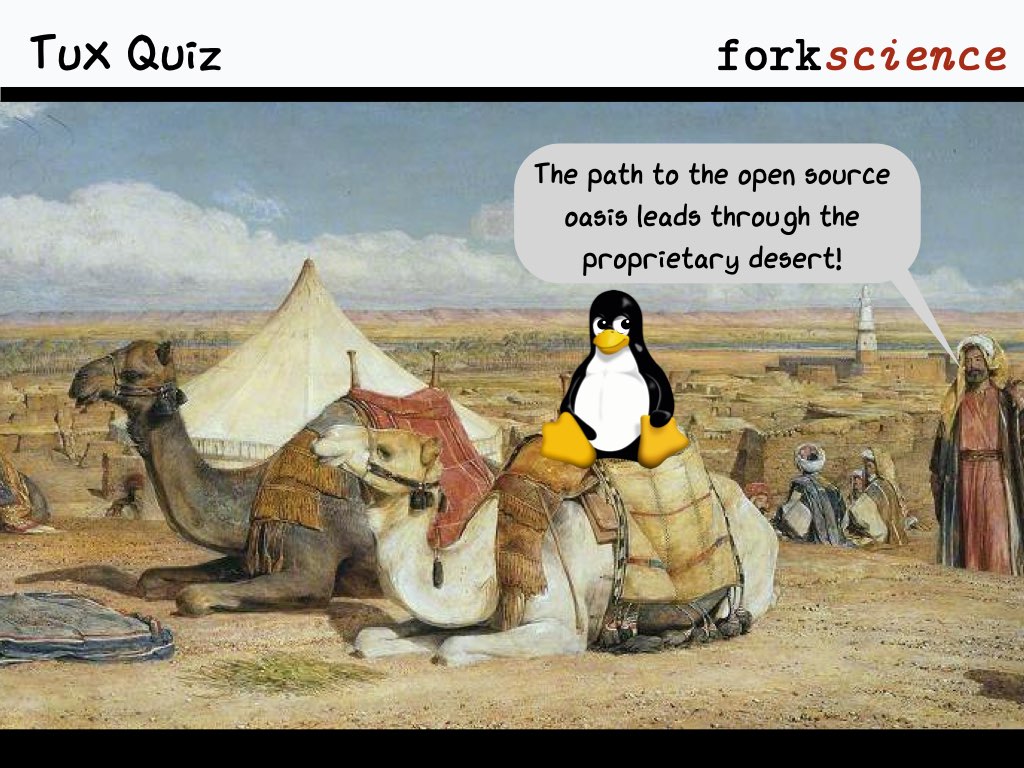 Tux Quiz
forkscience
The path to the open source
oasis leads through the
proprietary desert!